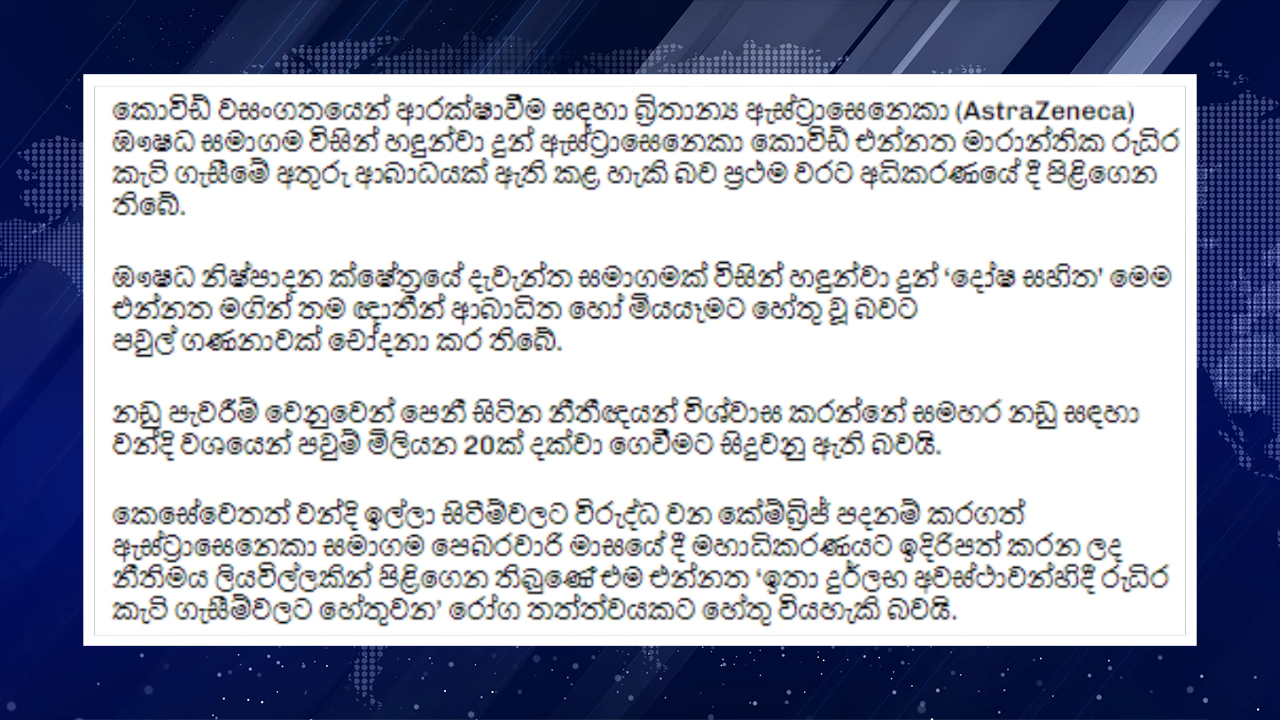 කොවිඩ් වසංගතයෙන් ආරක්ෂාවීම සඳහා බ්‍රිතාන්‍ය ඇස්ට්‍රාසෙනෙකා (AstraZeneca)
ඖෂධ සමාගම විසින් හඳුන්වා දුන් ඇස්ට්‍රාසෙනෙකා කොවිඩ් එන්නත මාරාන්තික රුධිර
කැටි ගැසීමේ අතුරු ආබාධයක් ඇති කළ හැකි බව ප්‍රථම වරට අධිකරණයේ දී පිළිගෙන
තිබේ.
ඖෂධ නිෂ්පාදන ක්ෂේත්‍රයේ දැවැන්ත සමාගමක් විසින් හඳුන්වා දුන් ‘දෝෂ සහිත’ මෙම
එන්නත මගින් තම ඥාතීන් ආබාධිත හෝ මියයෑමට හේතු වූ බවට
පවුල් ගණනාවක් චෝදනා කර තිබේ.
නඩු පැවරීම් වෙනුවෙන් පෙනී සිටින නීතීඥයන් විශ්වාස කරන්නේ සමහර නඩු සඳහා
වන්දි වශයෙන් පවුම් මිලියන 20ක් දක්වා ගෙවීමට සිදුවනු ඇති බවයි.
කෙසේවෙතත් වන්දි ඉල්ලා සිටීම්වලට විරුද්ධ වන කේම්බ්‍රිජ් පදනම් කරගත්
ඇස්ට්‍රාසෙනෙකා සමාගම පෙබරවාරි මාසයේ දී මහාධිකරණයට ඉදිරිපත් කරන ලද
නීතිමය ලියවිල්ලකින් පිළිගෙන තිබුණේ එම එන්නත ‘ඉතා දුර්ලභ අවස්ථාවන්හිදී රුධිර
කැටි ගැසීම්වලට හේතුවන’ රෝග තත්ත්වයකට හේතු වියහැකි බවයි.